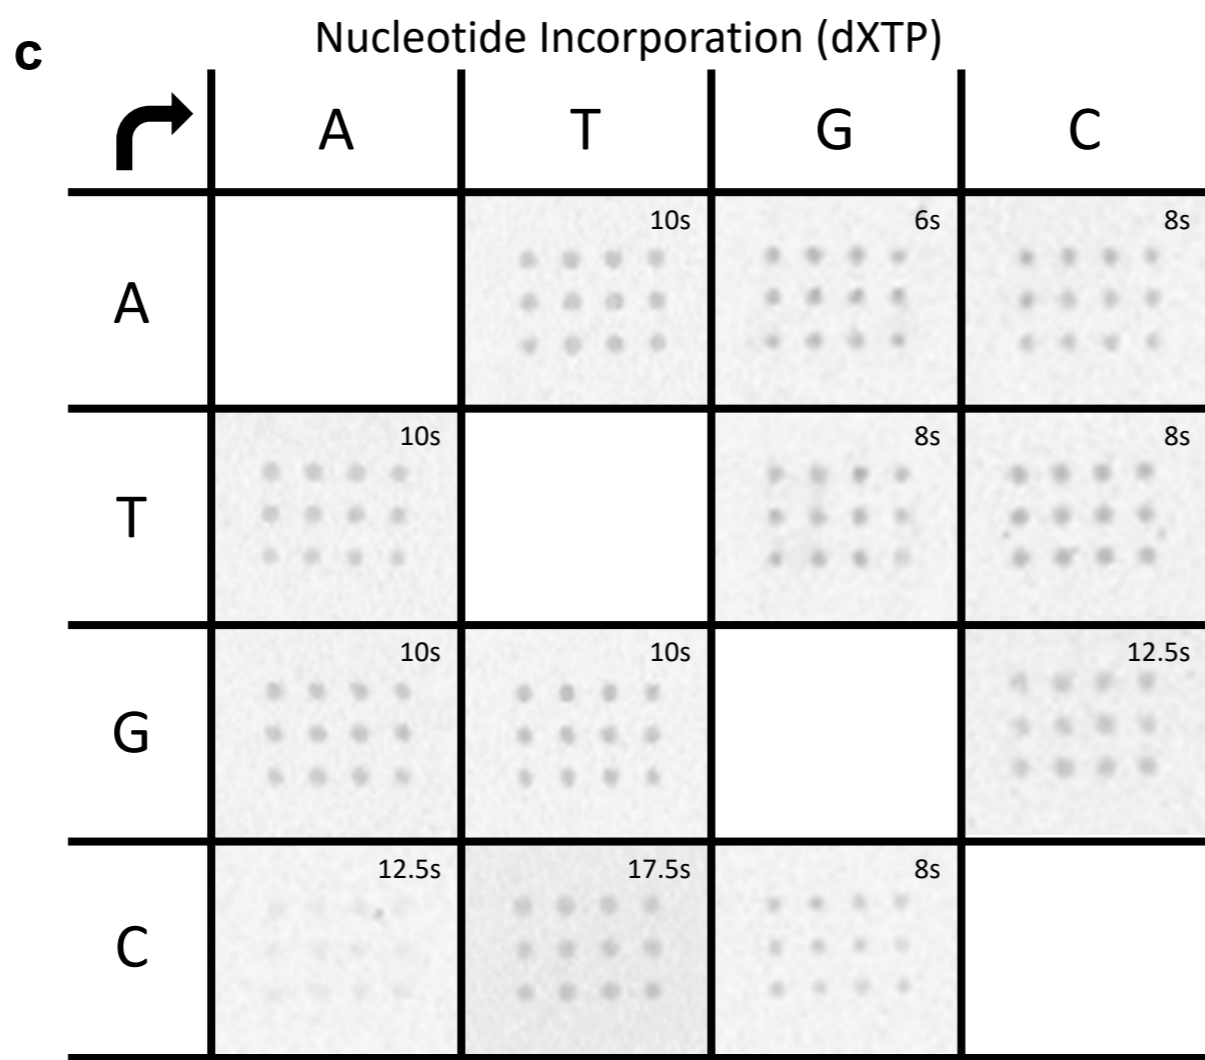 c
Nucleotide Incorporation (dXTP)
A T G C
A 10s 6s 8s
T 10s 8s 8s
G 10s 10s 12.5s
C 12.5s 17.5s 8s